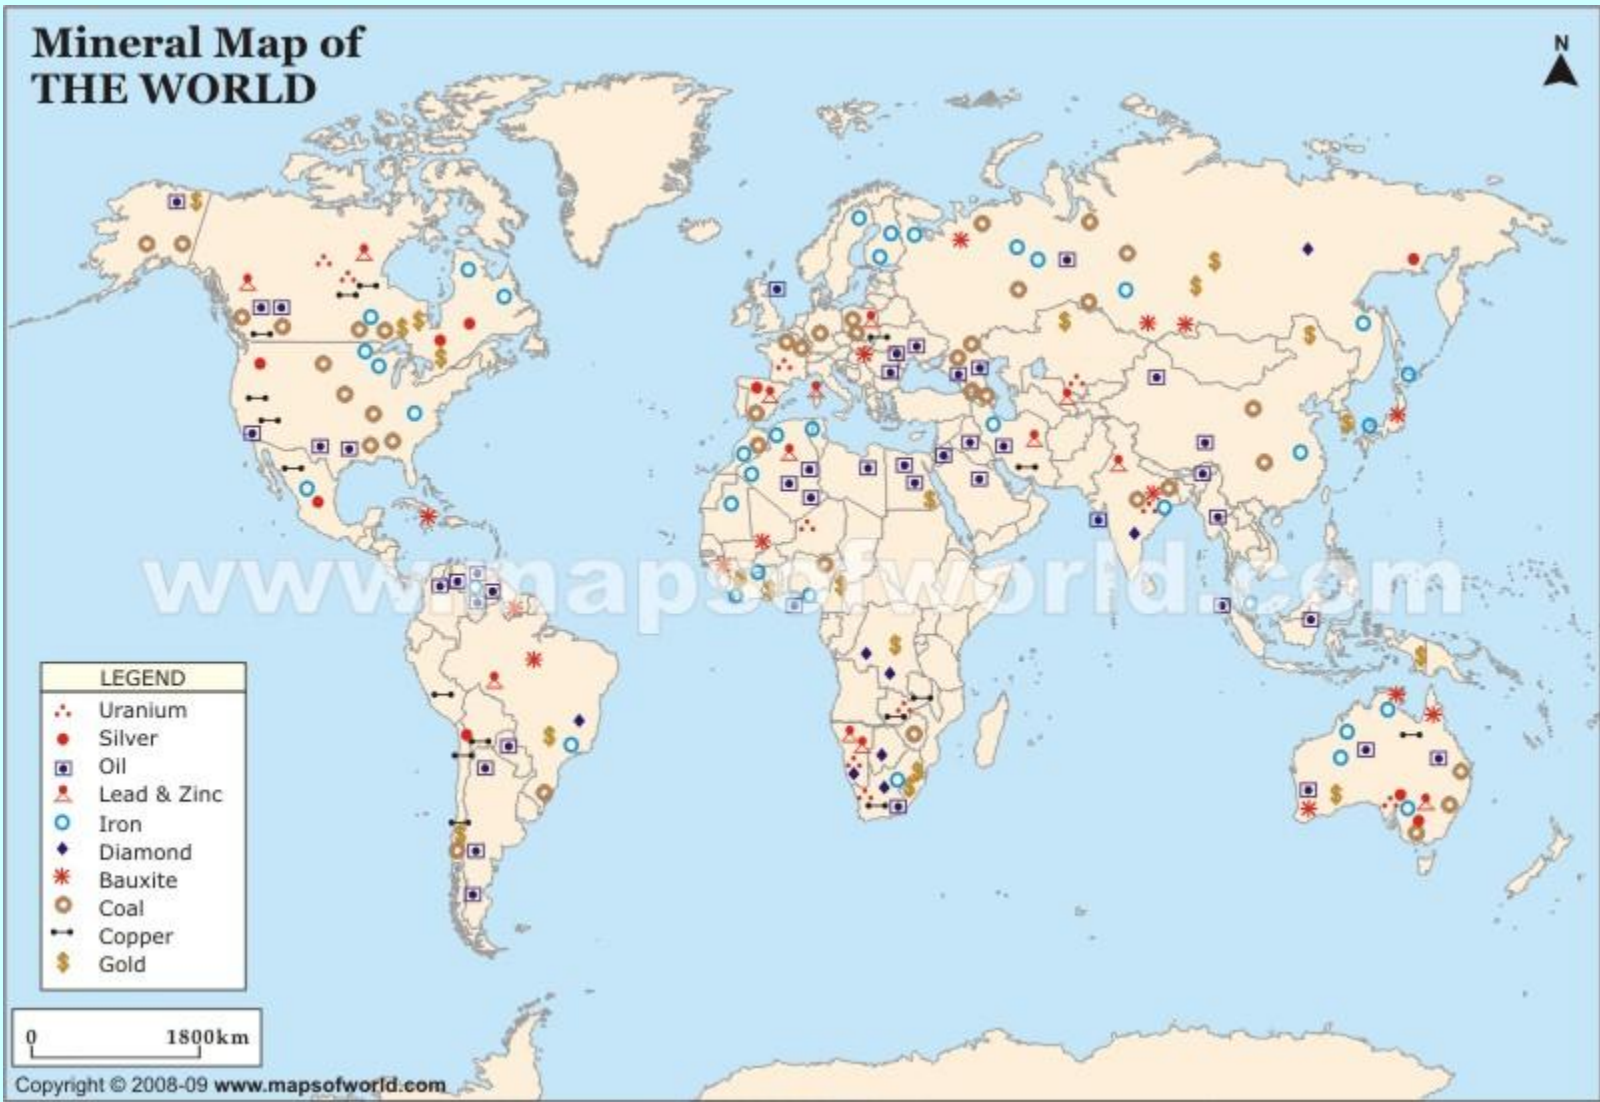 Mineral Map of
THE WORLD
N
www.mapsofworld.com
LEGEND
Uranium
Silver
Oil
Lead & Zinc
Iron
Diamond
Bauxite
Coal
Copper
Gold
0 1800km
Copyright © 2008-09 www.mapsofworld.com